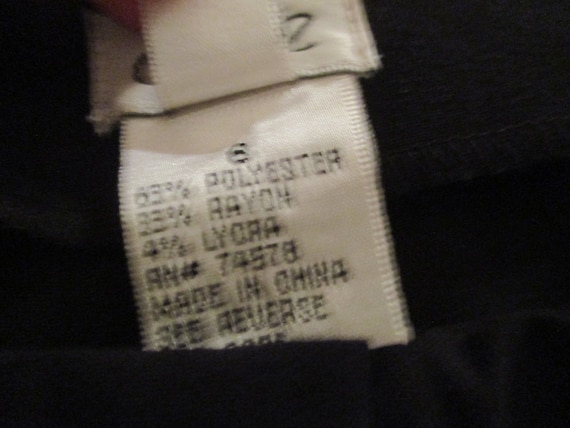 6
63% POLYESTER
33% RAYON
4% LYCRA
RN# 74578
MADE IN CHINA
SEE REVERSE